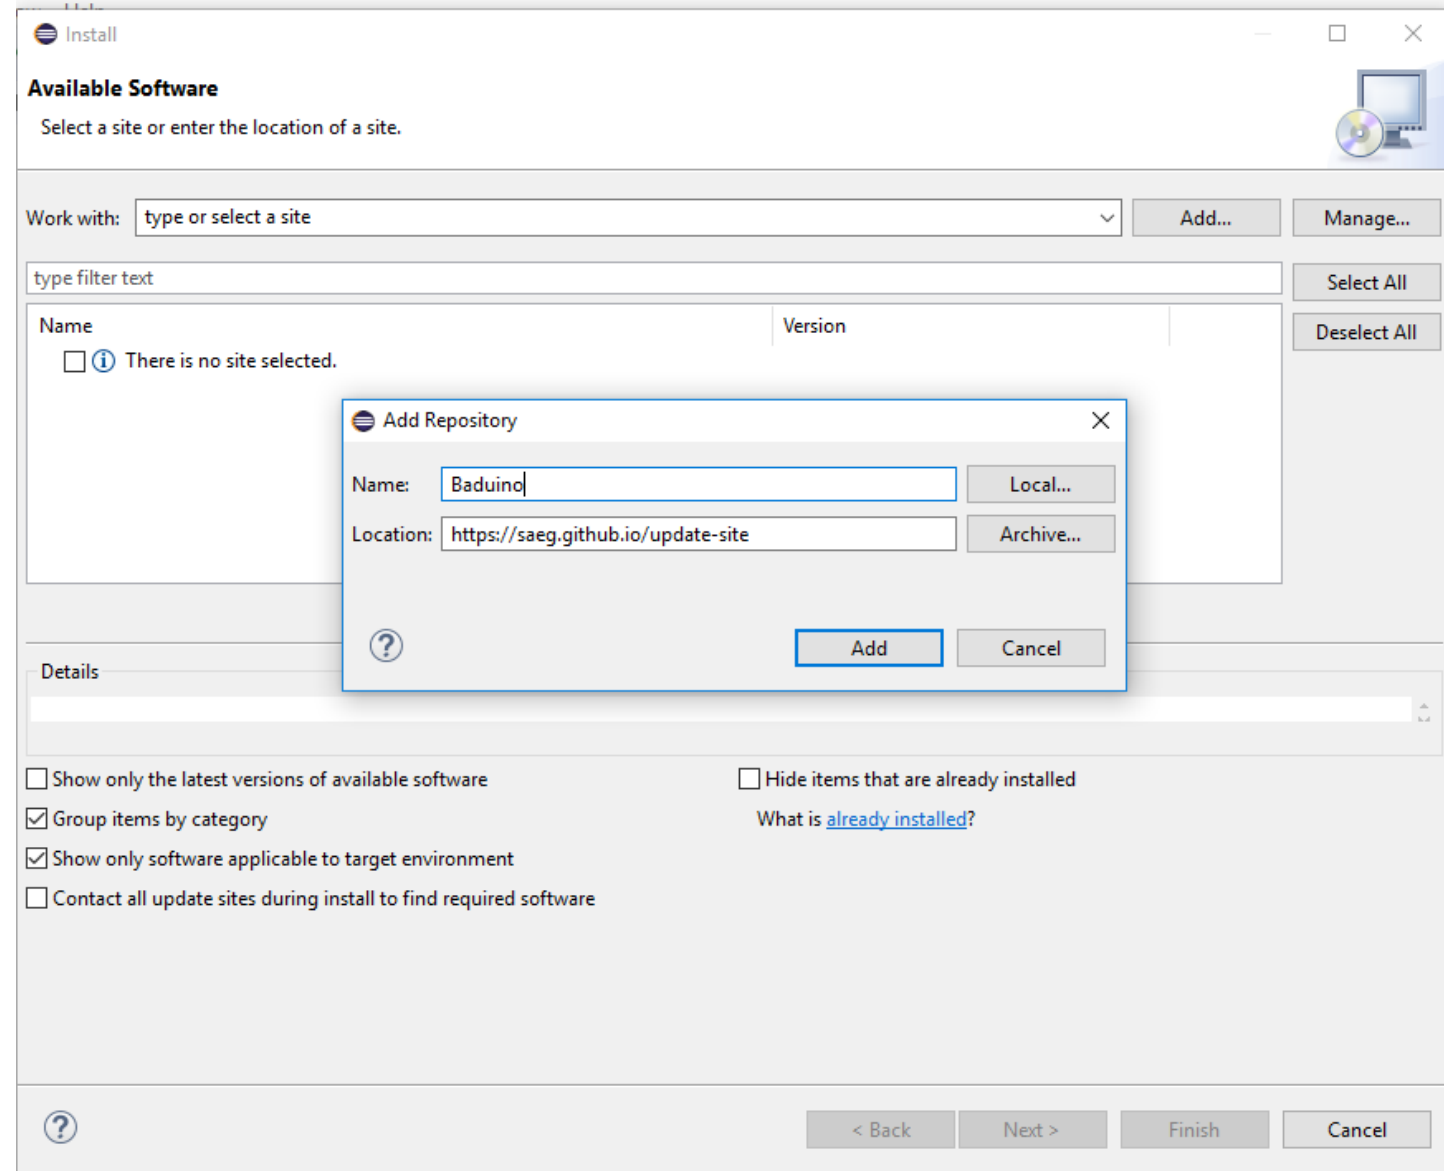 Help
Install
Available Software
Select a site or enter the location of a site.
Work with: type or select a site Add... Manage...
type filter text Select All
Name Version Deselect All
There is no site selected.
Add Repository
Name: Baduino Local...
Location: https://saeg.github.io/update-site Archive...
Add Cancel
Details
Show only the latest versions of available software Hide items that are already installed
Group items by category What is already installed?
Show only software applicable to target environment
Contact all update sites during install to find required software
< Back Next > Finish Cancel